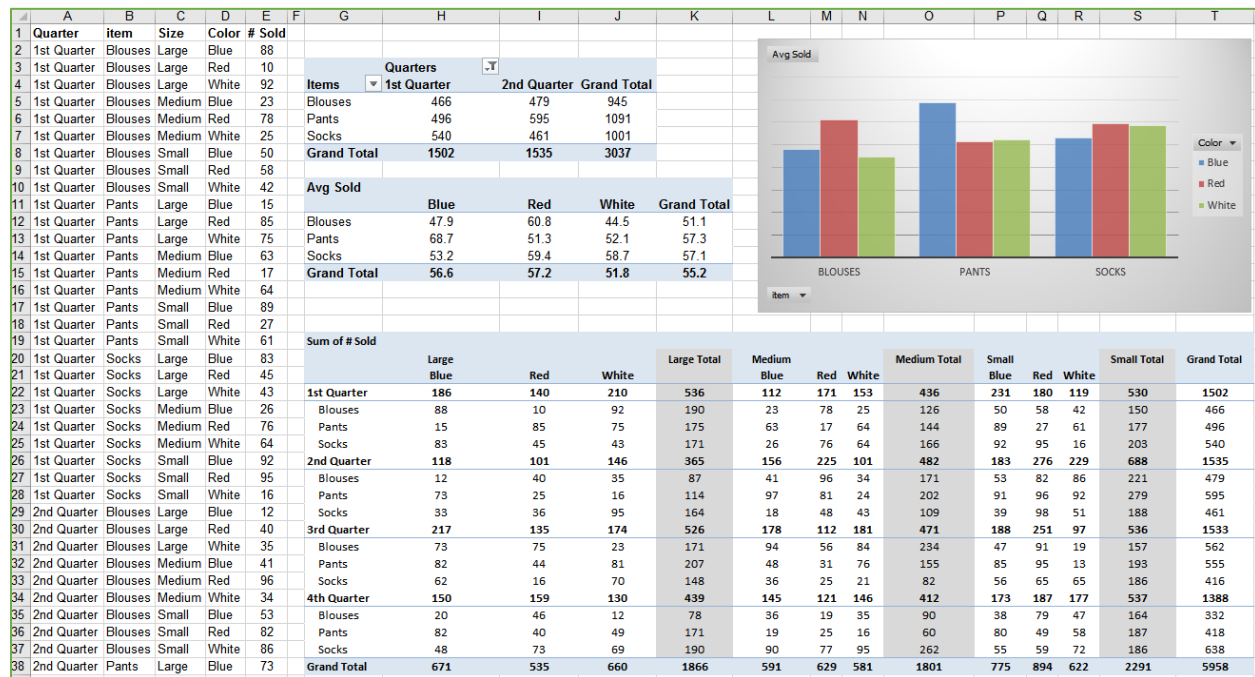 A B C D E F G H I J K L M N O P Q R S T
1 Quarter item Size Color # Sold
2 1st Quarter Blouses Large Blue 88
3 1st Quarter Blouses Large Red 10 Quarters
4 1st Quarter Blouses Large White 92 Items 1st Quarter 2nd Quarter Grand Total
5 1st Quarter Blouses Medium Blue 23 Blouses 466 479 945
6 1st Quarter Blouses Medium Red 78 Pants 496 595 1091
7 1st Quarter Blouses Medium White 25 Socks 540 461 1001
8 1st Quarter Blouses Small Blue 50 Grand Total 1502 1535 3037
9 1st Quarter Blouses Small Red 58
10 1st Quarter Blouses Small White 42 Avg Sold
11 1st Quarter Pants Large Blue 15 Blue Red White Grand Total
12 1st Quarter Pants Large Red 85 Blouses 47.9 60.8 44.5 51.1
13 1st Quarter Pants Large White 75 Pants 68.7 51.3 52.1 57.3
14 1st Quarter Pants Medium Blue 63 Socks 53.2 59.4 58.7 57.1
15 1st Quarter Pants Medium Red 17 Grand Total 56.6 57.2 51.8 55.2
16 1st Quarter Pants Medium White 64
17 1st Quarter Pants Small Blue 89
18 1st Quarter Pants Small Red 27
19 1st Quarter Pants Small White 61 Sum of # Sold
20 1st Quarter Socks Large Blue 83 Large Large Total Medium Medium Total Small Small Total Grand Total
21 1st Quarter Socks Large Red 45 Blue Red White Blue Red White Blue Red White
22 1st Quarter Socks Large White 43 1st Quarter 186 140 210 536 112 171 153 436 231 180 119 530 1502
23 1st Quarter Socks Medium Blue 26 Blouses 88 10 92 190 23 78 25 126 50 58 42 150 466
24 1st Quarter Socks Medium Red 76 Pants 15 85 75 175 63 17 64 144 89 27 61 177 496
25 1st Quarter Socks Medium White 64 Socks 83 45 43 171 26 76 64 166 92 95 16 203 540
26 1st Quarter Socks Small Blue 92 2nd Quarter 118 101 146 365 156 225 101 482 183 276 229 688 1535
27 1st Quarter Socks Small Red 95 Blouses 12 40 35 87 41 96 34 171 53 82 86 221 479
28 1st Quarter Socks Small White 16 Pants 73 25 16 114 97 81 24 202 91 96 92 279 595
29 2nd Quarter Blouses Large Blue 12 Socks 33 36 95 164 18 48 43 109 39 98 51 188 461
30 2nd Quarter Blouses Large Red 40 3rd Quarter 217 135 174 526 178 112 181 471 188 251 97 536 1533
31 2nd Quarter Blouses Large White 35 Blouses 73 75 23 171 94 56 84 234 47 91 19 157 562
32 2nd Quarter Blouses Medium Blue 41 Pants 82 44 81 207 48 31 76 155 85 95 13 193 555
33 2nd Quarter Blouses Medium Red 96 Socks 62 16 70 148 36 25 21 82 56 65 65 186 416
34 2nd Quarter Blouses Medium White 34 4th Quarter 150 159 130 439 145 121 146 412 173 187 177 537 1388
35 2nd Quarter Blouses Small Blue 53 Blouses 20 46 12 78 36 19 35 90 38 79 47 164 332
36 2nd Quarter Blouses Small Red 82 Pants 82 40 49 171 19 25 16 60 80 49 58 187 418
37 2nd Quarter Blouses Small White 86 Socks 48 73 69 190 90 77 95 262 55 59 72 186 638
38 2nd Quarter Pants Large Blue 73 Grand Total 671 535 660 1866 591 629 581 1801 775 894 622 2291 5958
Avg Sold
Color
Blue
Red
White
BLOUSES PANTS SOCKS
item